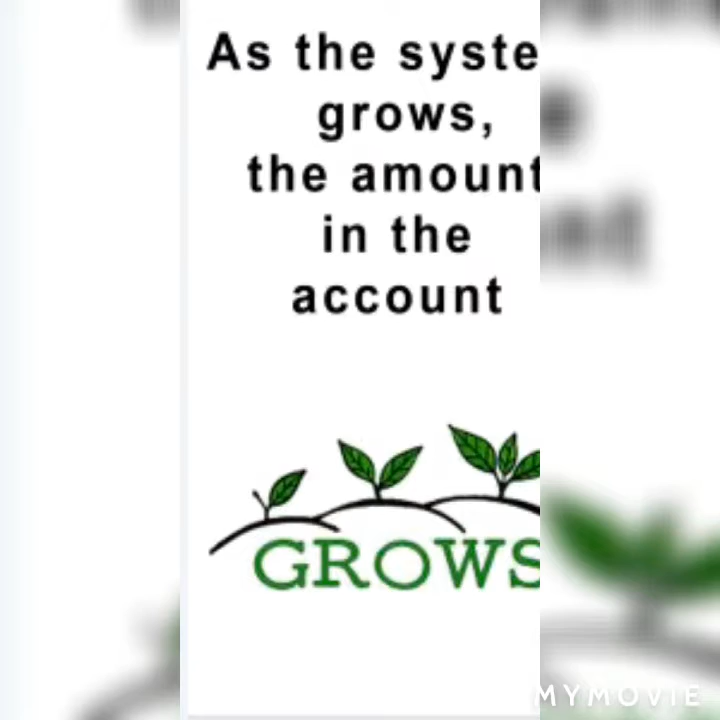 As the syste
grows,
the amount
in the
account
GROWS
MYMOVIE